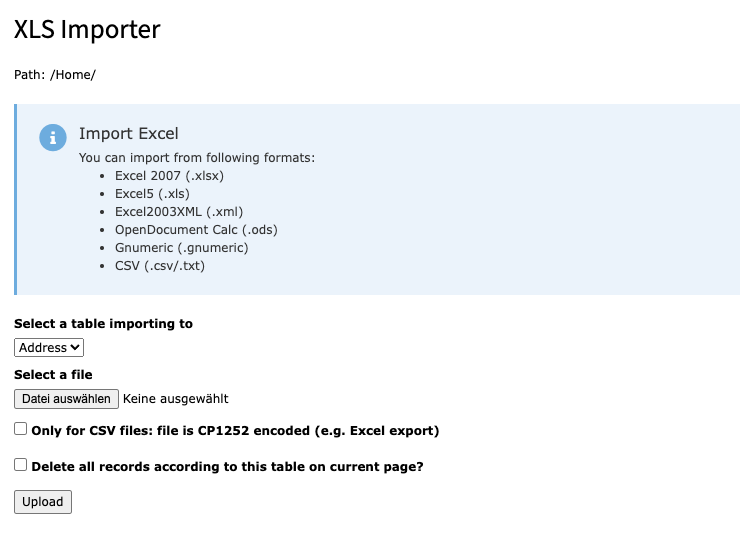 XLS Importer
Path: /Home/
Import Excel
You can import from following formats:
• Excel 2007 (.xlsx)
• Excel5 (.xls)
• Excel2003XML (.xml)
• OpenDocument Calc (.ods)
• Gnumeric (.gnumeric)
• CSV (.csv/.txt)
Select a table importing to
Address
Select a file
Datei auswählen Keine ausgewählt
Only for CSV files: file is CP1252 encoded (e.g. Excel export)
Delete all records according to this table on current page?
Upload